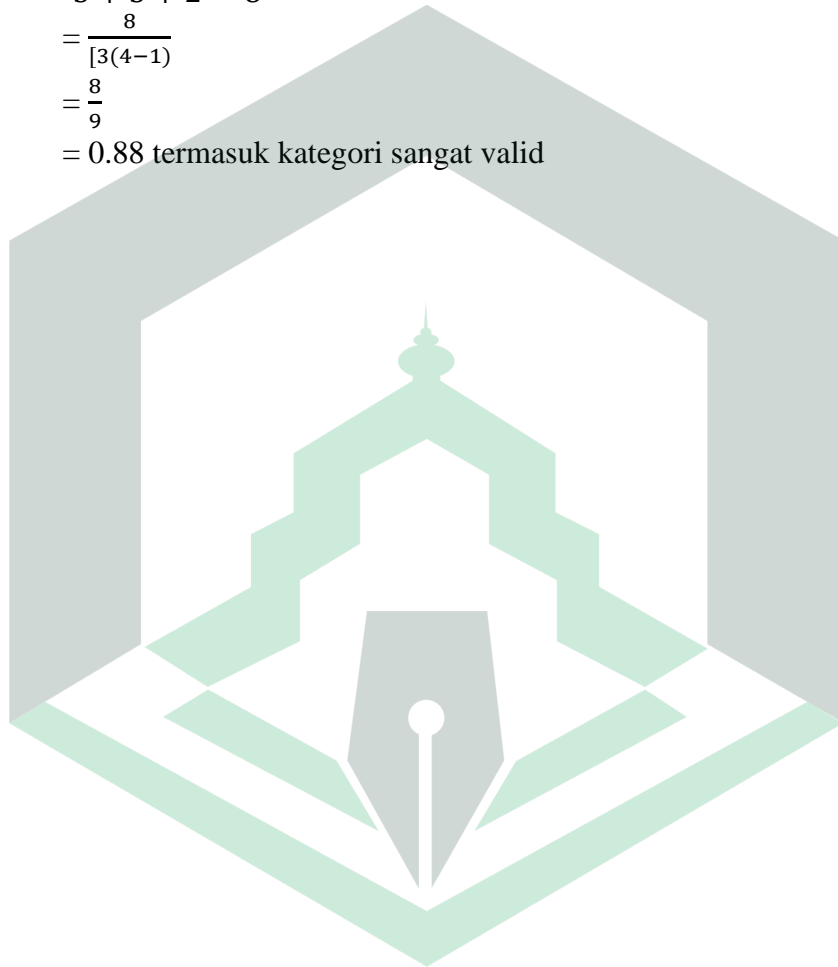 = 8/[3(4−1)
= 8/9
= 0.88 termasuk kategori sangat valid